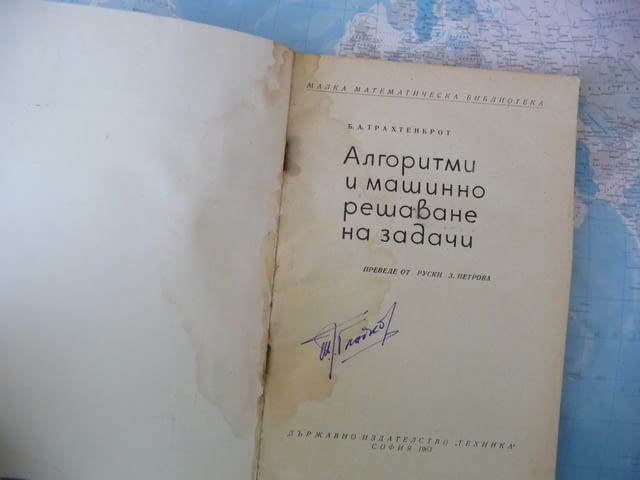 МАЛКА МАТЕМАТИЧЕСКА БИБЛИОТЕКА
Б. А. ТРАХТЕНБРОТ
Алгоритми
и машинно
решаване
на задачи
ПРЕВЕДЕ ОТ РУСКИ З. ПЕТРОВА
ДЪРЖАВНО ИЗДАТЕЛСТВО „ТЕХНИКА“
СОФИЯ 1963